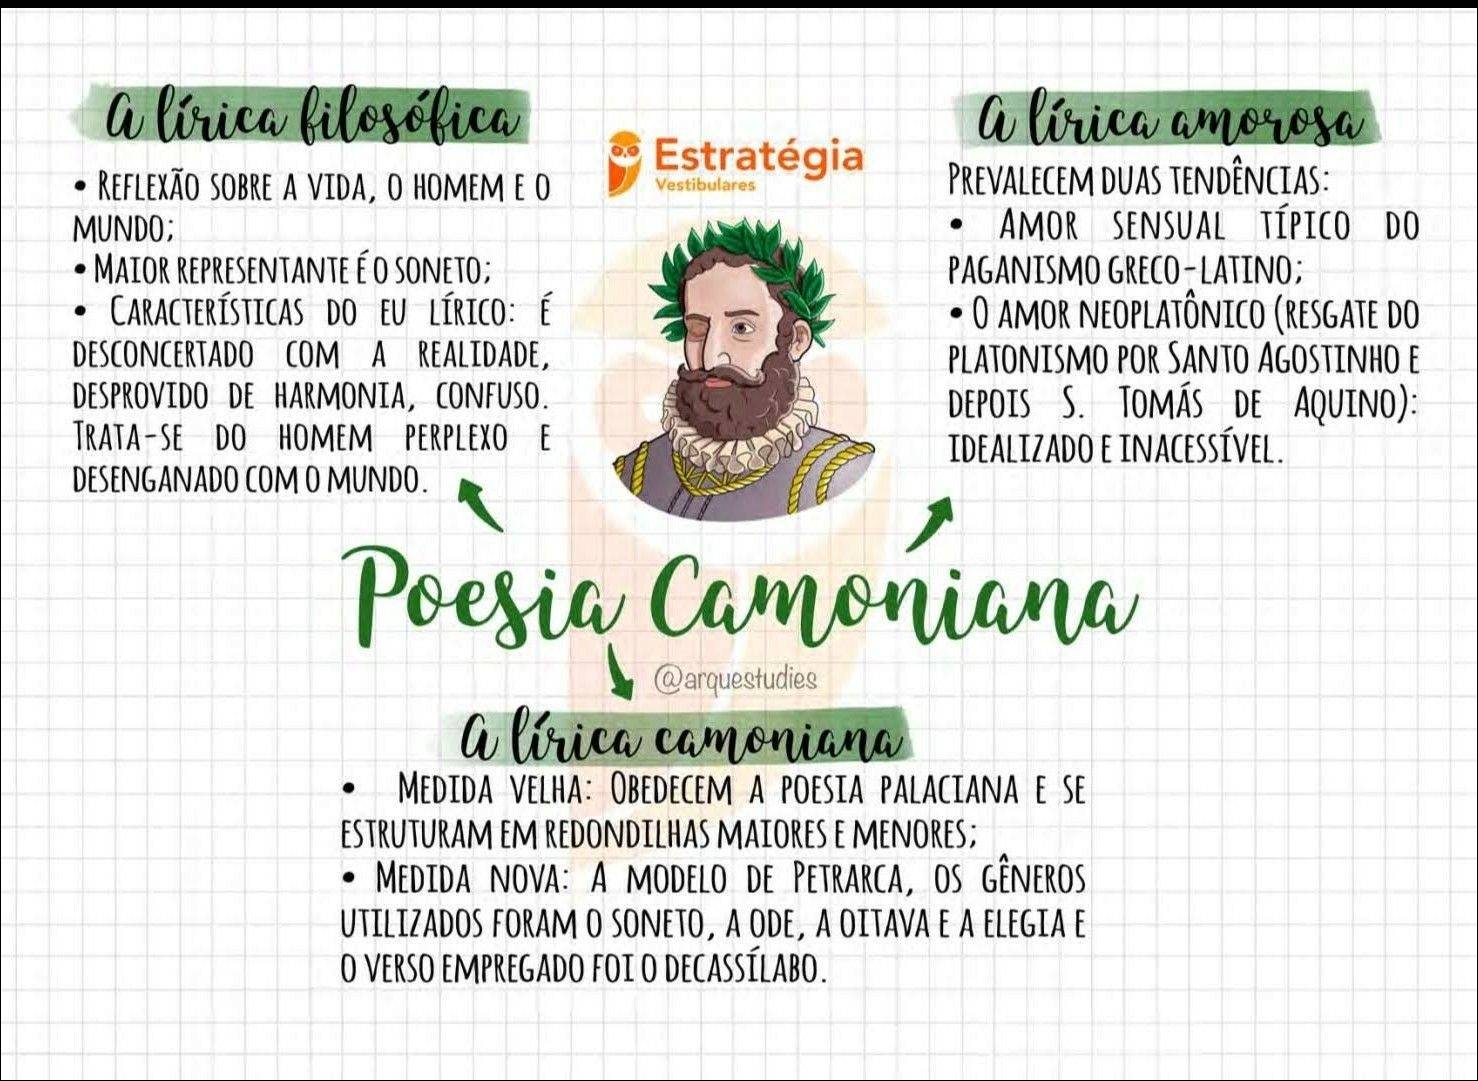 A lírica filosófica
• REFLEXÃO SOBRE A VIDA, O HOMEM E O
MUNDO;
• MAIOR REPRESENTANTE É O SONETO;
• CARACTERÍSTICAS DO EU LÍRICO: É
DESCONCERTADO COM A REALIDADE,
DESPROVIDO DE HARMONIA, CONFUSO.
TRATA-SE DO HOMEM PERPLEXO E
DESENGANADO COM O MUNDO.
Estratégia
Vestibulares
A lírica amorosa
PREVALECEM DUAS TENDÊNCIAS:
• AMOR SENSUAL TÍPICO DO
PAGANISMO GRECO-LATINO;
• O AMOR NEOPLATÔNICO (RESGATE DO
PLATONISMO POR SANTO AGOSTINHO E
DEPOIS S. TOMÁS DE AQUINO):
IDEALIZADO E INACESSÍVEL.
Poesia Camoniana
@arquestudies
A lírica camoniana
• MEDIDA VELHA: OBEDECEM A POESIA PALACIANA E SE
ESTRUTURAM EM REDONDILHAS MAIORES E MENORES;
• MEDIDA NOVA: A MODELO DE PETRARCA, OS GÊNEROS
UTILIZADOS FORAM O SONETO, A ODE, A OITAVA E A ELEGIA E
O VERSO EMPREGADO FOI O DECASSÍLABO.